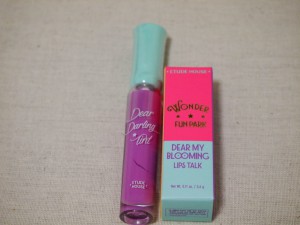 Dear
Darling
Tint
ETUDE
HOUSE
ETUDE HOUSE
WONDER
FUN PARK
DEAR MY
BLOOMING
LIPS TALK